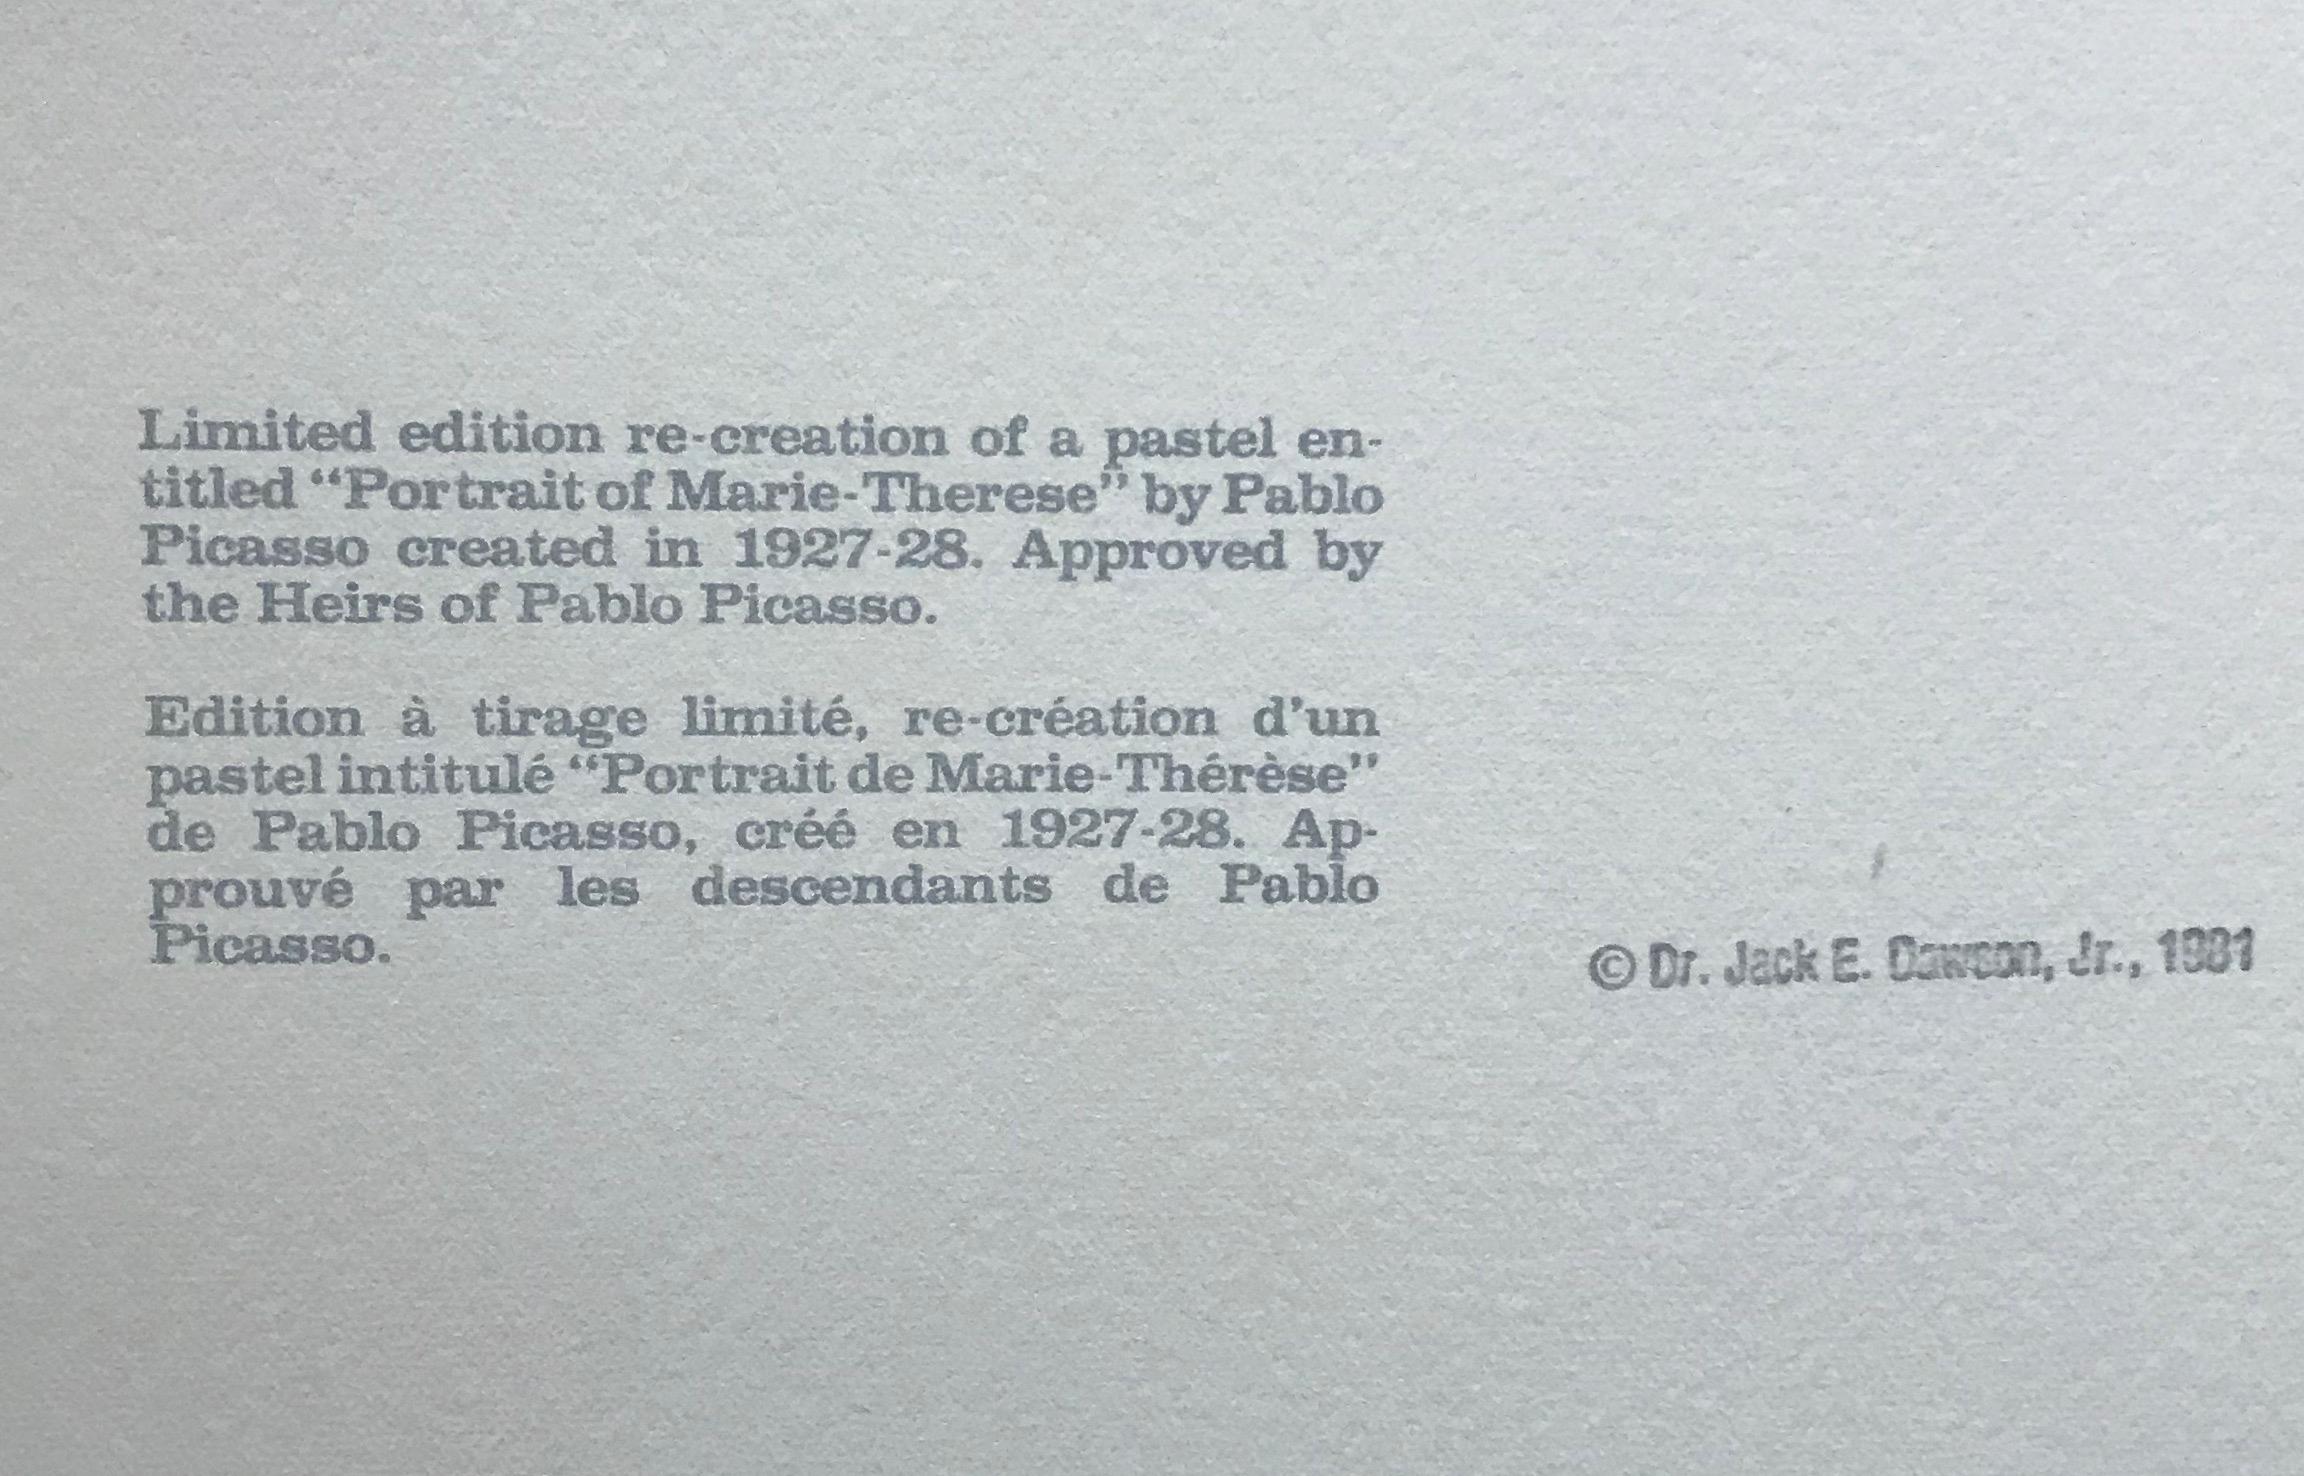 Limited edition re-creation of a pastel en-
titled “Portrait of Marie-Therese” by Pablo
Picasso created in 1927-28. Approved by
the Heirs of Pablo Picasso.
Edition à tirage limité, re-création d’un
pastel intitulé “Portrait de Marie-Thérèse”
de Pablo Picasso, créé en 1927-28. Ap-
prouvé par les descendants de Pablo
Picasso.
© Dr. Jack E. Dawson, Jr., 1981